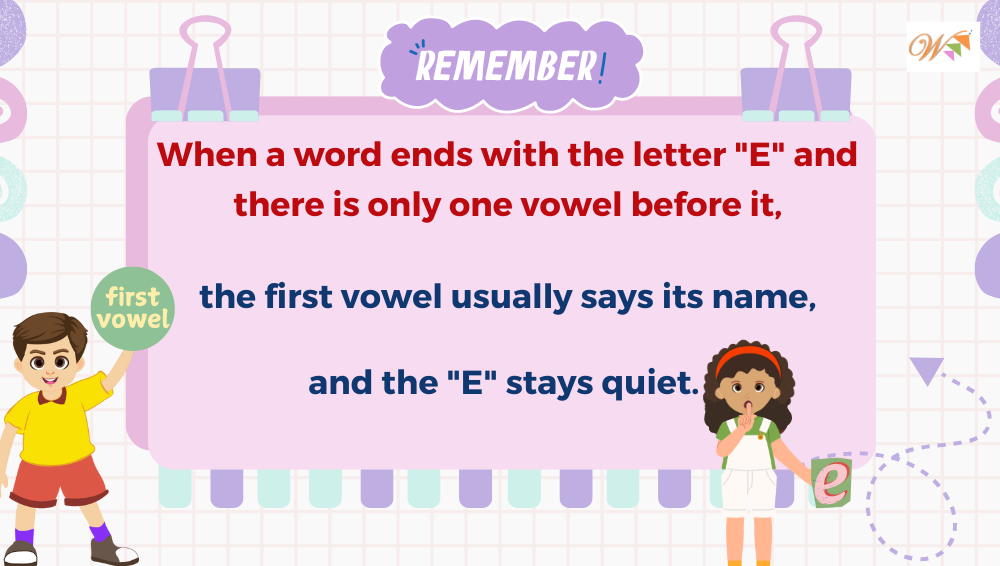 REMEMBER!
W
When a word ends with the letter "E" and
there is only one vowel before it,
first
vowel
the first vowel usually says its name,
and the "E" stays quiet.
e